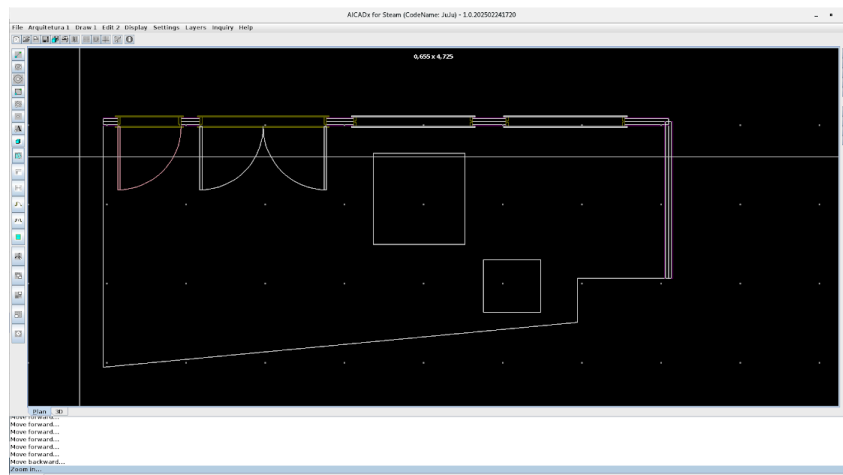 AICADx for Steam (CodeName: JuJu) - 1.0.202502241720
File Arquitetura 1 Draw 1 Edit 2 Display Settings Layers Inquiry Help
0,655 x 4,725
Plan 3D
Move forward...
Move forward...
Move forward...
Move forward...
Move forward...
Move forward...
Move backward...
Zoom in...